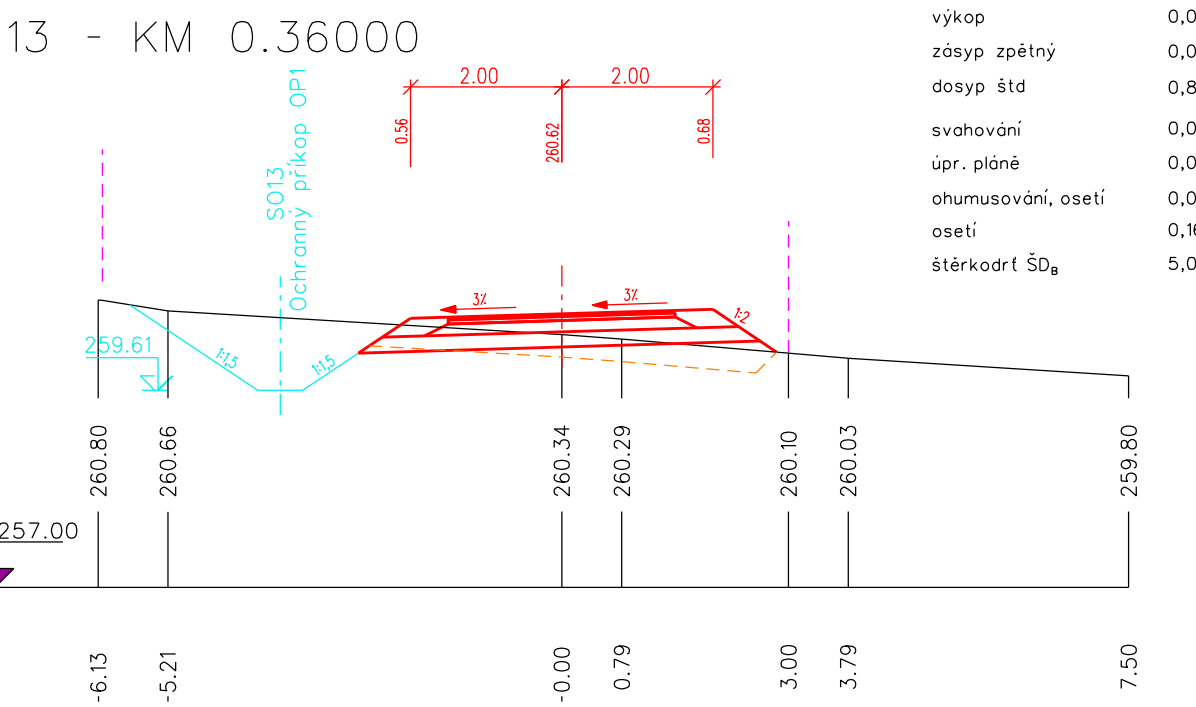 13 - KM 0.36000
výkop 0,0
zásyp zpětný 0,0
dosyp štd 0,8
svahování 0,0
úpr. pláně 0,0
ohumusování, osetí 0,0
osetí 0,16
štěrkodrť ŠDB 5,0
2.00
2.00
0.56
260.62
0.68
SO13
Ochranný příkop OP1
3%
3%
1:2
259.61
1:1,5
1:1,5
260.80
260.66
260.34
260.29
260.10
260.03
259.80
257.00
-6.13
-5.21
-0.00
0.79
3.00
3.79
7.50